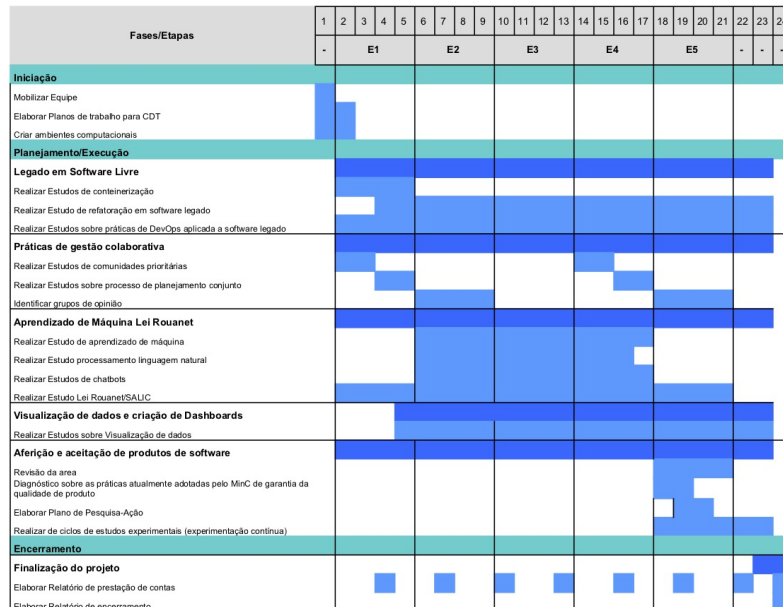 Fases/Etapas
1 2 3 4 5 6 7 8 9 10 11 12 13 14 15 16 17 18 19 20 21 22 23
- E1 E2 E3 E4 E5 - - -
Iniciação
Mobilizar Equipe
Elaborar Planos de trabalho para CDT
Criar ambientes computacionais
Planejamento/Execução
Legado em Software Livre
Realizar Estudos de conteinerização
Realizar Estudo de refatoração em software legado
Realizar Estudos sobre práticas de DevOps aplicada a software legado
Práticas de gestão colaborativa
Realizar Estudos de comunidades prioritárias
Realizar Estudos sobre processo de planejamento conjunto
Identificar grupos de opinião
Aprendizado de Máquina Lei Rouanet
Realizar Estudo de aprendizado de máquina
Realizar Estudo processamento linguagem natural
Realizar Estudos de chatbots
Realizar Estudo Lei Rouanet/SALIC
Visualização de dados e criação de Dashboards
Realizar Estudos sobre Visualização de dados
Aferição e aceitação de produtos de software
Revisão da area
Diagnóstico sobre as práticas atualmente adotadas pelo MinC de garantia da
qualidade de produto
Elaborar Plano de Pesquisa-Ação
Realizar de ciclos de estudos experimentais (experimentação contínua)
Encerramento
Finalização do projeto
Elaborar Relatório de prestação de contas
Elaborar Relatório de encerramento